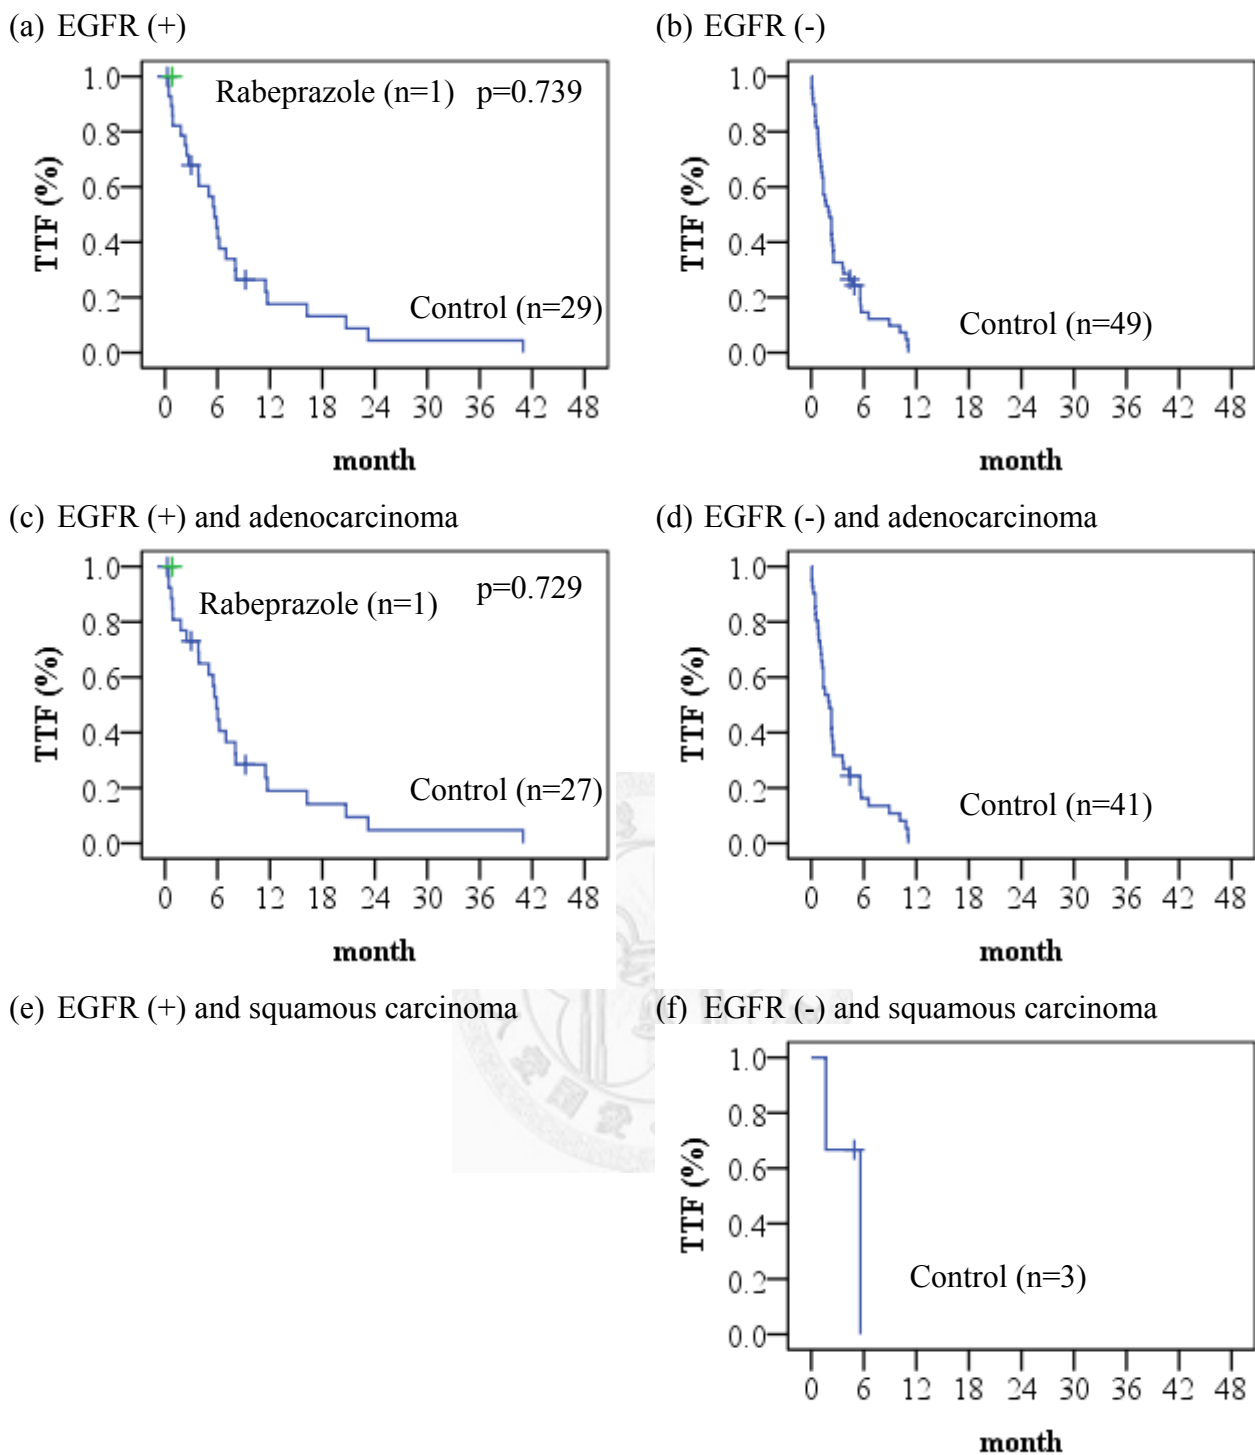 (a) EGFR (+)
(b) EGFR (-)
1.0
0.8
0.6
0.4
0.2
0.0
TTF (%)
Rabeprazole (n=1) p=0.739
Control (n=29)
0 6 12 18 24 30 36 42 48
month
1.0
0.8
0.6
0.4
0.2
0.0
TTF (%)
Control (n=49)
0 6 12 18 24 30 36 42 48
month
(c) EGFR (+) and adenocarcinoma
(d) EGFR (-) and adenocarcinoma
1.0
0.8
0.6
0.4
0.2
0.0
TTF (%)
p=0.729
Rabeprazole (n=1)
Control (n=27)
0 6 12 18 24 30 36 42 48
month
1.0
0.8
0.6
0.4
0.2
0.0
TTF (%)
Control (n=41)
0 6 12 18 24 30 36 42 48
month
(e) EGFR (+) and squamous carcinoma
(f) EGFR (-) and squamous carcinoma
1.0
0.8
0.6
0.4
0.2
0.0
TTF (%)
Control (n=3)
0 6 12 18 24 30 36 42 48
month
愛國愛